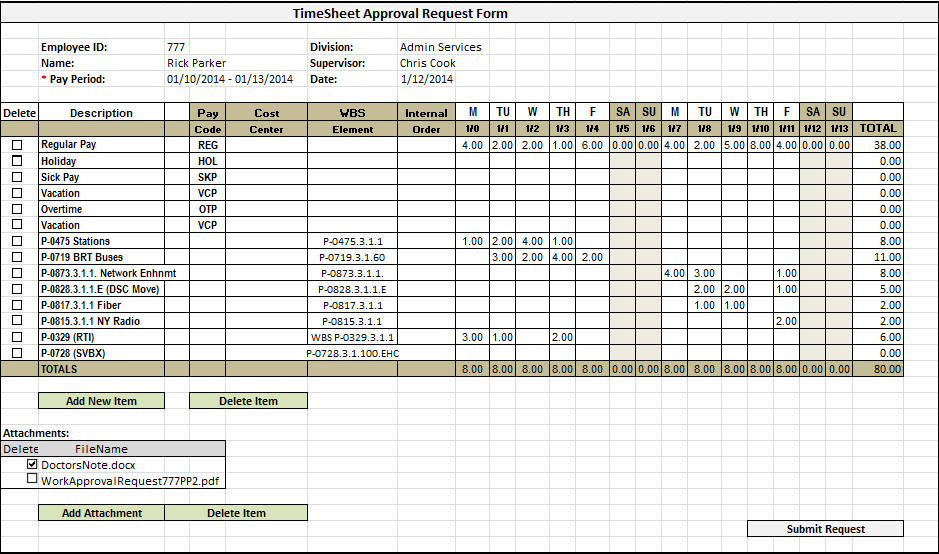 TimeSheet Approval Request Form
Employee ID: 777 Division: Admin Services
Name: Rick Parker Supervisor: Chris Cook
* Pay Period: 01/10/2014 - 01/13/2014 Date: 1/12/2014
Delete Description Pay Cost WBS Internal M TU W TH F SA SU M TU W TH F SA SU
Code Center Element Order 1/0 1/1 1/2 1/3 1/4 1/5 1/6 1/7 1/8 1/9 1/10 1/11 1/12 1/13 TOTAL
Regular Pay REG 4.00 2.00 2.00 1.00 6.00 0.00 0.00 4.00 2.00 5.00 8.00 4.00 0.00 0.00 38.00
Holiday HOL 0.00
Sick Pay SKP 0.00
Vacation VCP 0.00
Overtime OTP 0.00
Vacation VCP 0.00
P-0475 Stations P-0475.3.1.1 1.00 2.00 4.00 1.00 8.00
P-0719 BRT Buses P-0719.3.1.60 3.00 2.00 4.00 2.00 11.00
P-0873.3.1.1. Network Enhnmt P-0873.3.1.1. 4.00 3.00 1.00 8.00
P-0828.3.1.1.E (DSC Move) P-0828.3.1.1.E 2.00 2.00 1.00 5.00
P-0817.3.1.1 Fiber P-0817.3.1.1 1.00 1.00 2.00
P-0815.3.1.1 NY Radio P-0815.3.1.1 2.00 2.00
P-0329 (RTI) WBS P-0329.3.1.1 3.00 1.00 2.00 6.00
P-0728 (SVBX) P-0728.3.1.100.EHC 0.00
TOTALS 8.00 8.00 8.00 8.00 8.00 0.00 0.00 8.00 8.00 8.00 8.00 8.00 0.00 0.00 80.00
Add New Item Delete Item
Attachments:
Delete FileName
DoctorsNote.docx
WorkApprovalRequest777PP2.pdf
Add Attachment Delete Item
Submit Request